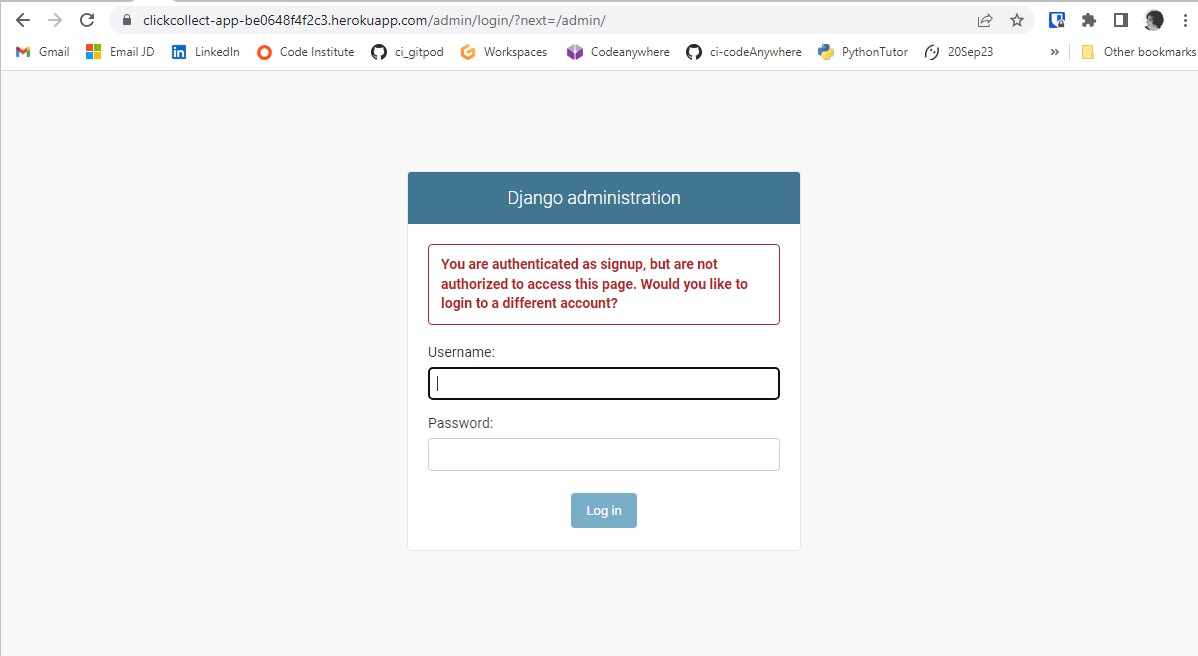 clickcollect-app-be0648f4f2c3.herokuapp.com/admin/login/?next=/admin/
Gmail Email JD LinkedIn Code Institute ci_gitpod Workspaces Codeanywhere ci-codeAnywhere PythonTutor 20Sep23 » Other bookmarks
Django administration
You are authenticated as signup, but are not
authorized to access this page. Would you like to
login to a different account?
Username:
Password:
Log in